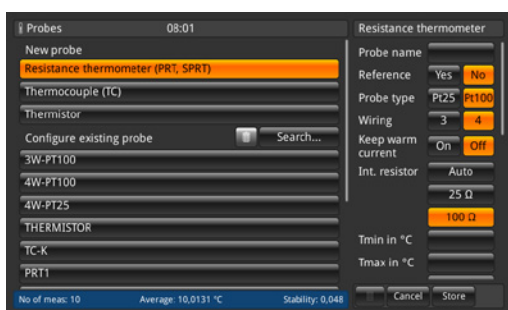 Probes 08:01
New probe
Resistance thermometer (PRT, SPRT)
Thermocouple (TC)
Thermistor
Configure existing probe Search...
3W-PT100
4W-PT100
4W-PT25
THERMISTOR
TC-K
PRT1
No of meas: 10 Average: 10,0131 °C Stability: 0,048
Resistance thermometer
Probe name
Reference Yes No
Probe type Pt25 Pt100
Wiring 3 4
Keep warm
current On Off
Int. resistor Auto
25 Ω
100 Ω
Tmin in °C
Tmax in °C
Cancel Store